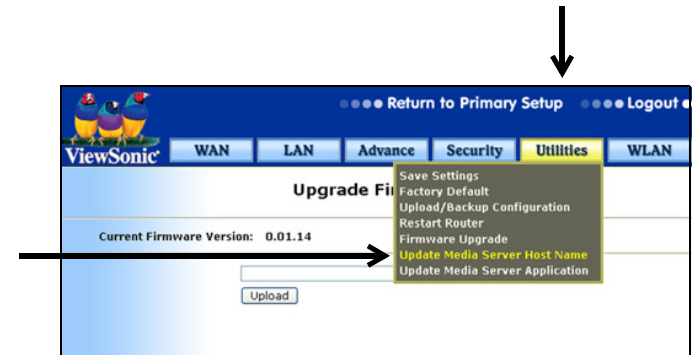 Return to Primary Setup Logout
ViewSonic WAN LAN Advance Security Utilities WLAN
Save Settings
Upgrade Fi Factory Default
Upload/Backup Configuration
Restart Router
Current Firmware Version: 0.01.14 Firmware Upgrade
Update Media Server Host Name
Update Media Server Application
Upload